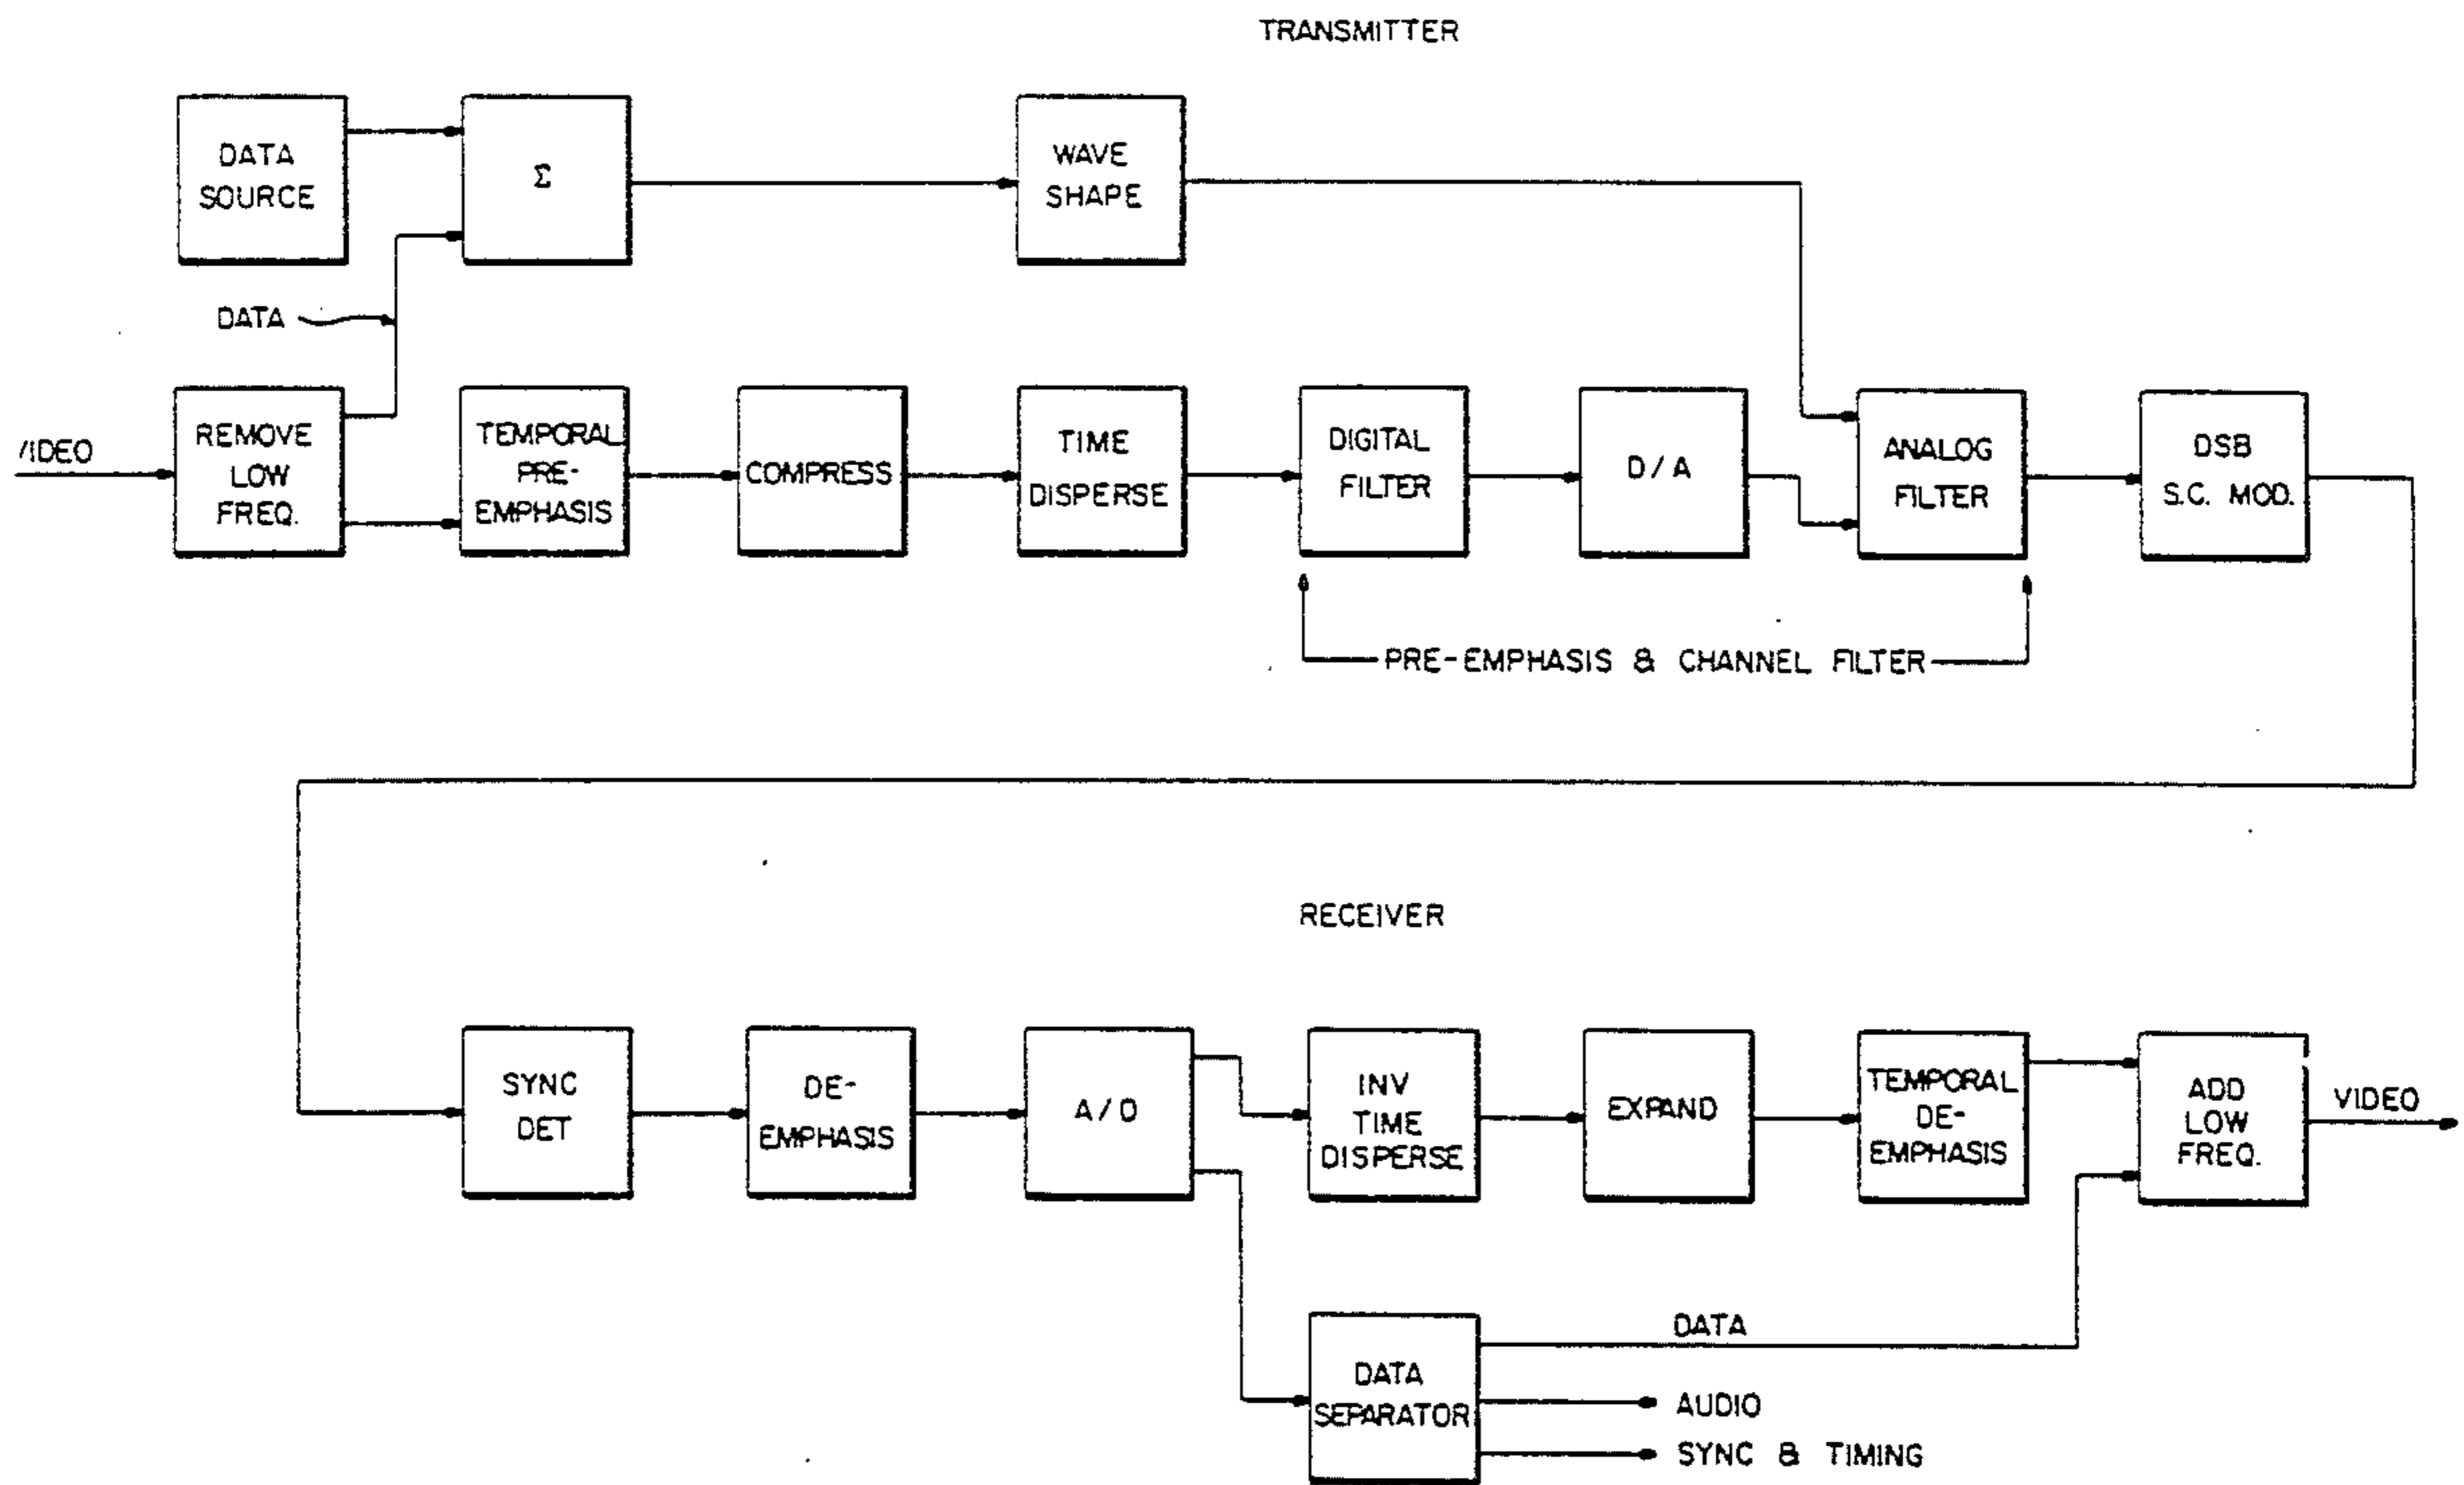 TRANSMITTER
DATA
SOURCE
Σ
WAVE
SHAPE
DATA
VIDEO
REMOVE
LOW
FREQ.
TEMPORAL
PRE-
EMPHASIS
COMPRESS
TIME
DISPERSE
DIGITAL
FILTER
D/A
ANALOG
FILTER
DSB
S.C. MOD.
PRE-EMPHASIS & CHANNEL FILTER
RECEIVER
SYNC
DET
DE-
EMPHASIS
A/D
INV
TIME
DISPERSE
EXPAND
TEMPORAL
DE-
EMPHASIS
ADD
LOW
FREQ.
VIDEO
DATA
SEPARATOR
DATA
AUDIO
SYNC & TIMING